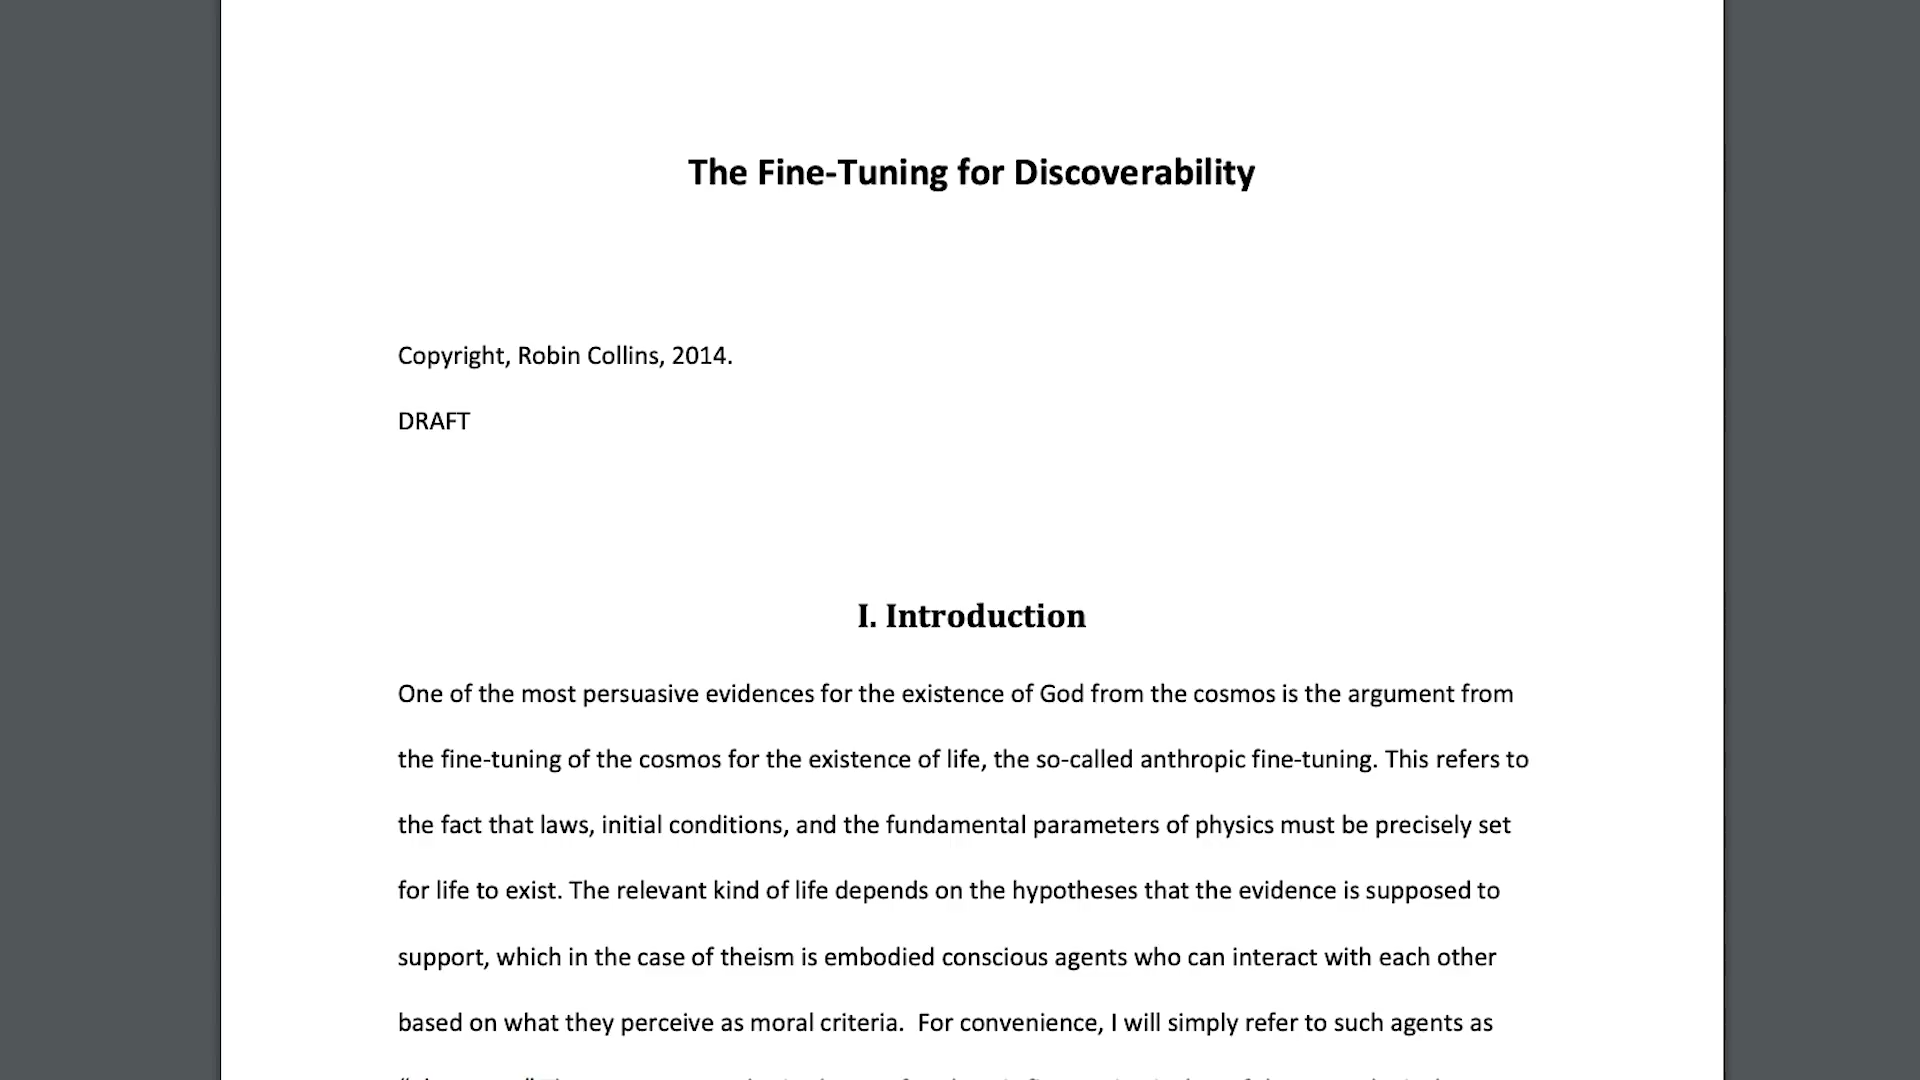 The Fine-Tuning for Discoverability
Copyright, Robin Collins, 2014.
DRAFT
I. Introduction
One of the most persuasive evidences for the existence of God from the cosmos is the argument from
the fine-tuning of the cosmos for the existence of life, the so-called anthropic fine-tuning. This refers to
the fact that laws, initial conditions, and the fundamental parameters of physics must be precisely set
for life to exist. The relevant kind of life depends on the hypotheses that the evidence is supposed to
support, which in the case of theism is embodied conscious agents who can interact with each other
based on what they perceive as moral criteria.  For convenience, I will simply refer to such agents as